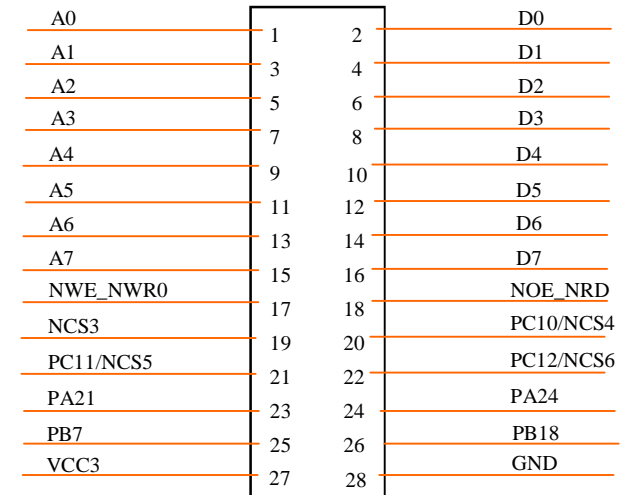 A0 1 2 D0
A1 3 4 D1
A2 5 6 D2
A3 7 8 D3
A4 9 10 D4
A5 11 12 D5
A6 13 14 D6
A7 15 16 D7
NWE_NWR0 17 18 NOE_NRD
NCS3 19 20 PC10/NCS4
PC11/NCS5 21 22 PC12/NCS6
PA21 23 24 PA24
PB7 25 26 PB18
VCC3 27 28 GND